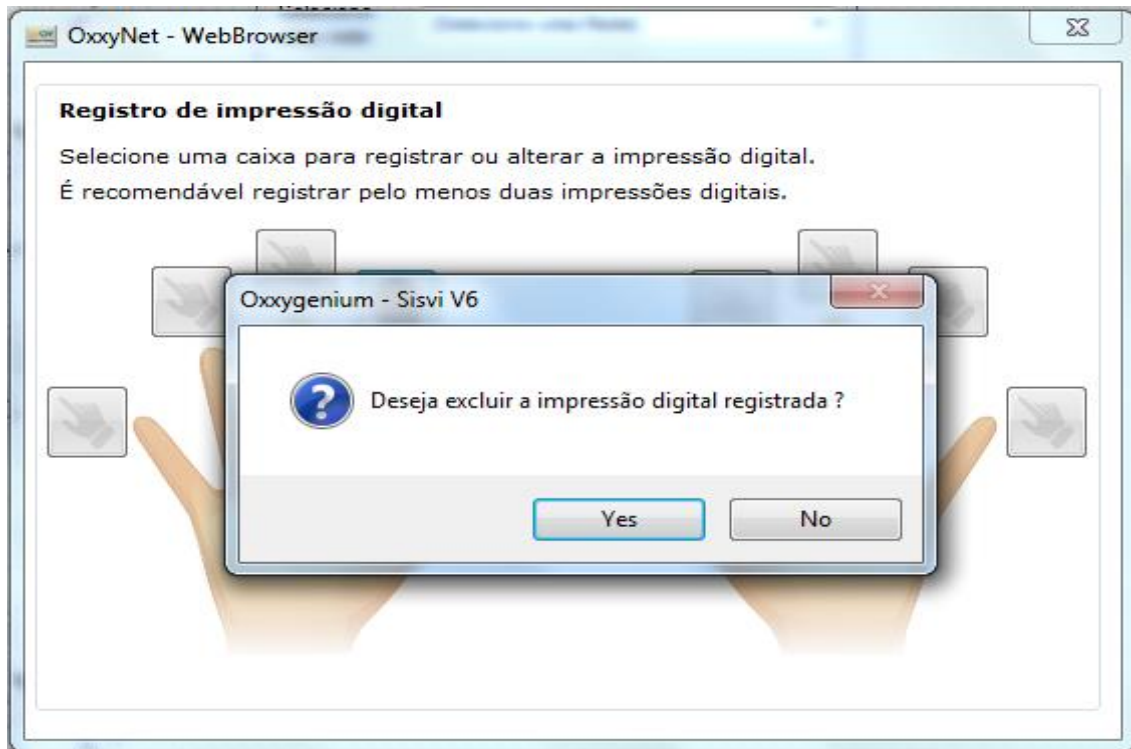 OxxyNet - WebBrowser
Registro de impressão digital
Selecione uma caixa para registrar ou alterar a impressão digital.
É recomendável registrar pelo menos duas impressões digitais.
Oxxygenium - Sisvi V6
Deseja excluir a impressão digital registrada ?
Yes
No